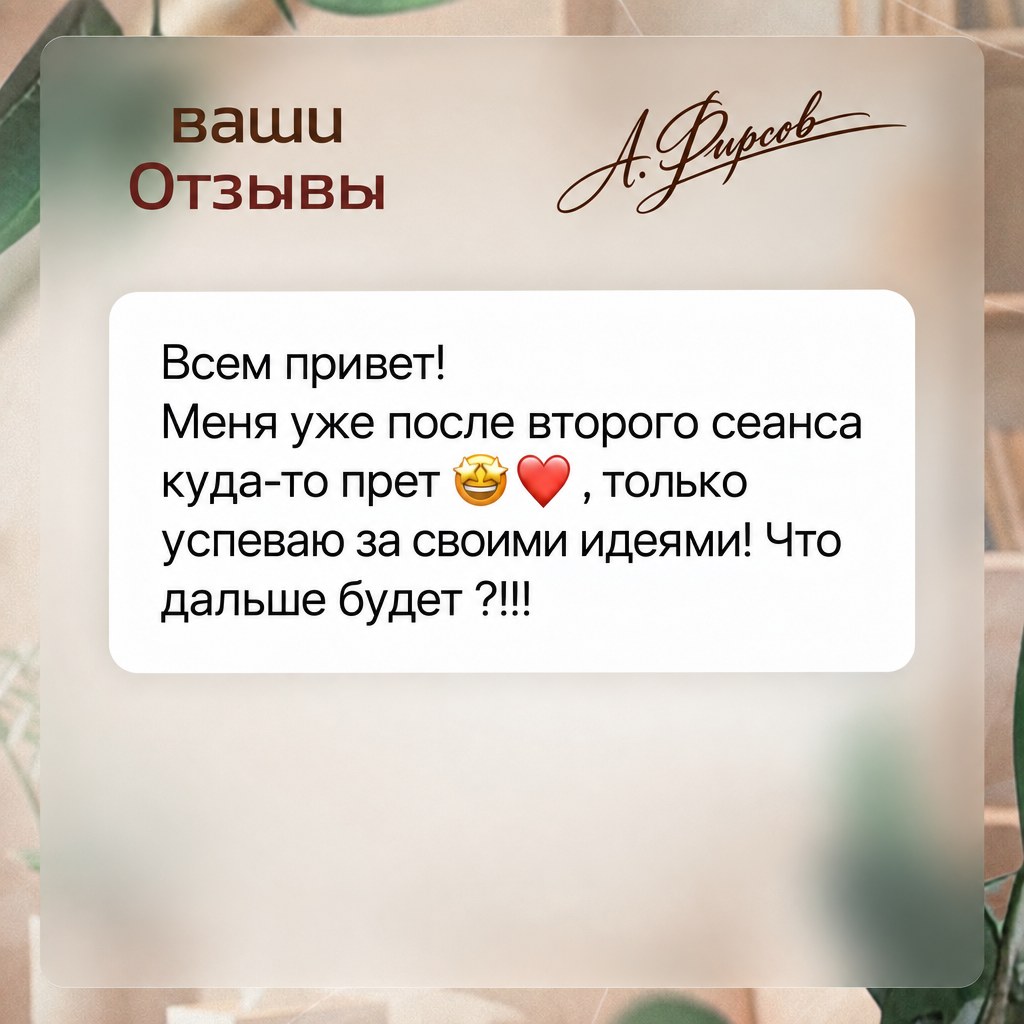 ваши
Отзывы
А. Фирсов
Всем привет!
Меня уже после второго сеанса
куда-то прет 🤩❤️ , только
успеваю за своими идеями! Что
дальше будет ?!!!